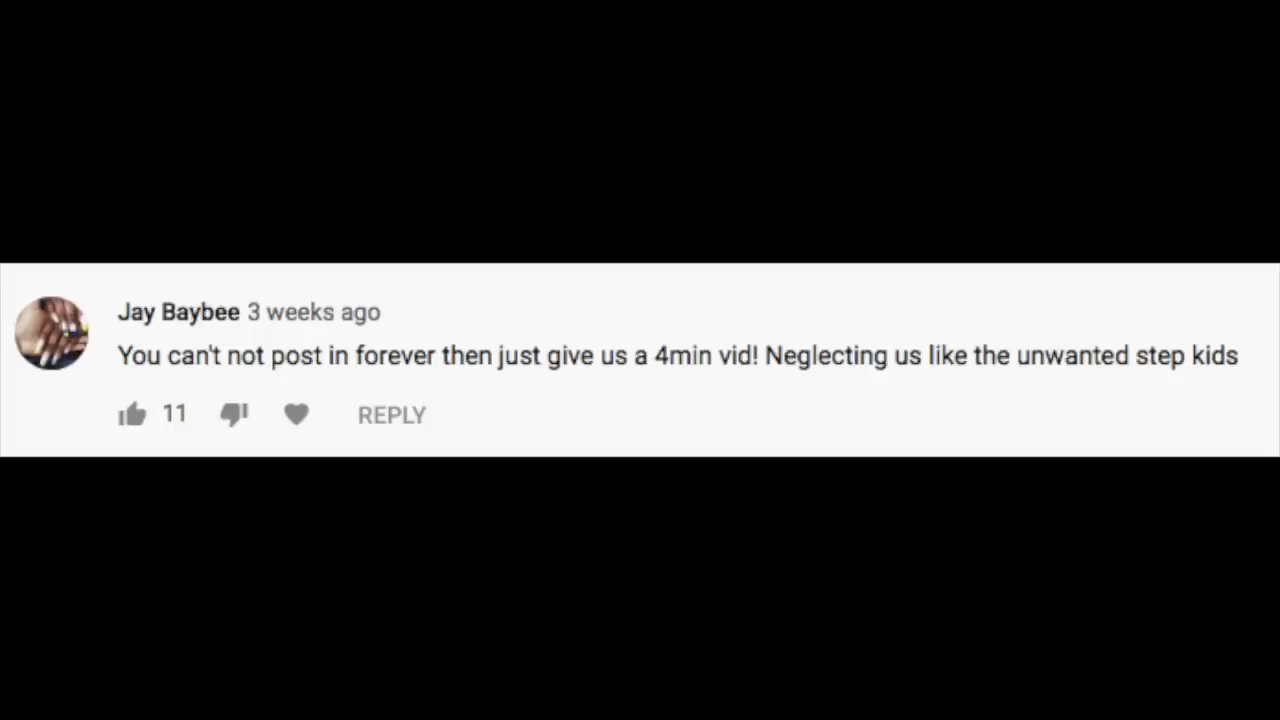 Jay Baybee 3 weeks ago
You can't not post in forever then just give us a 4min vid! Neglecting us like the unwanted step kids
11 REPLY